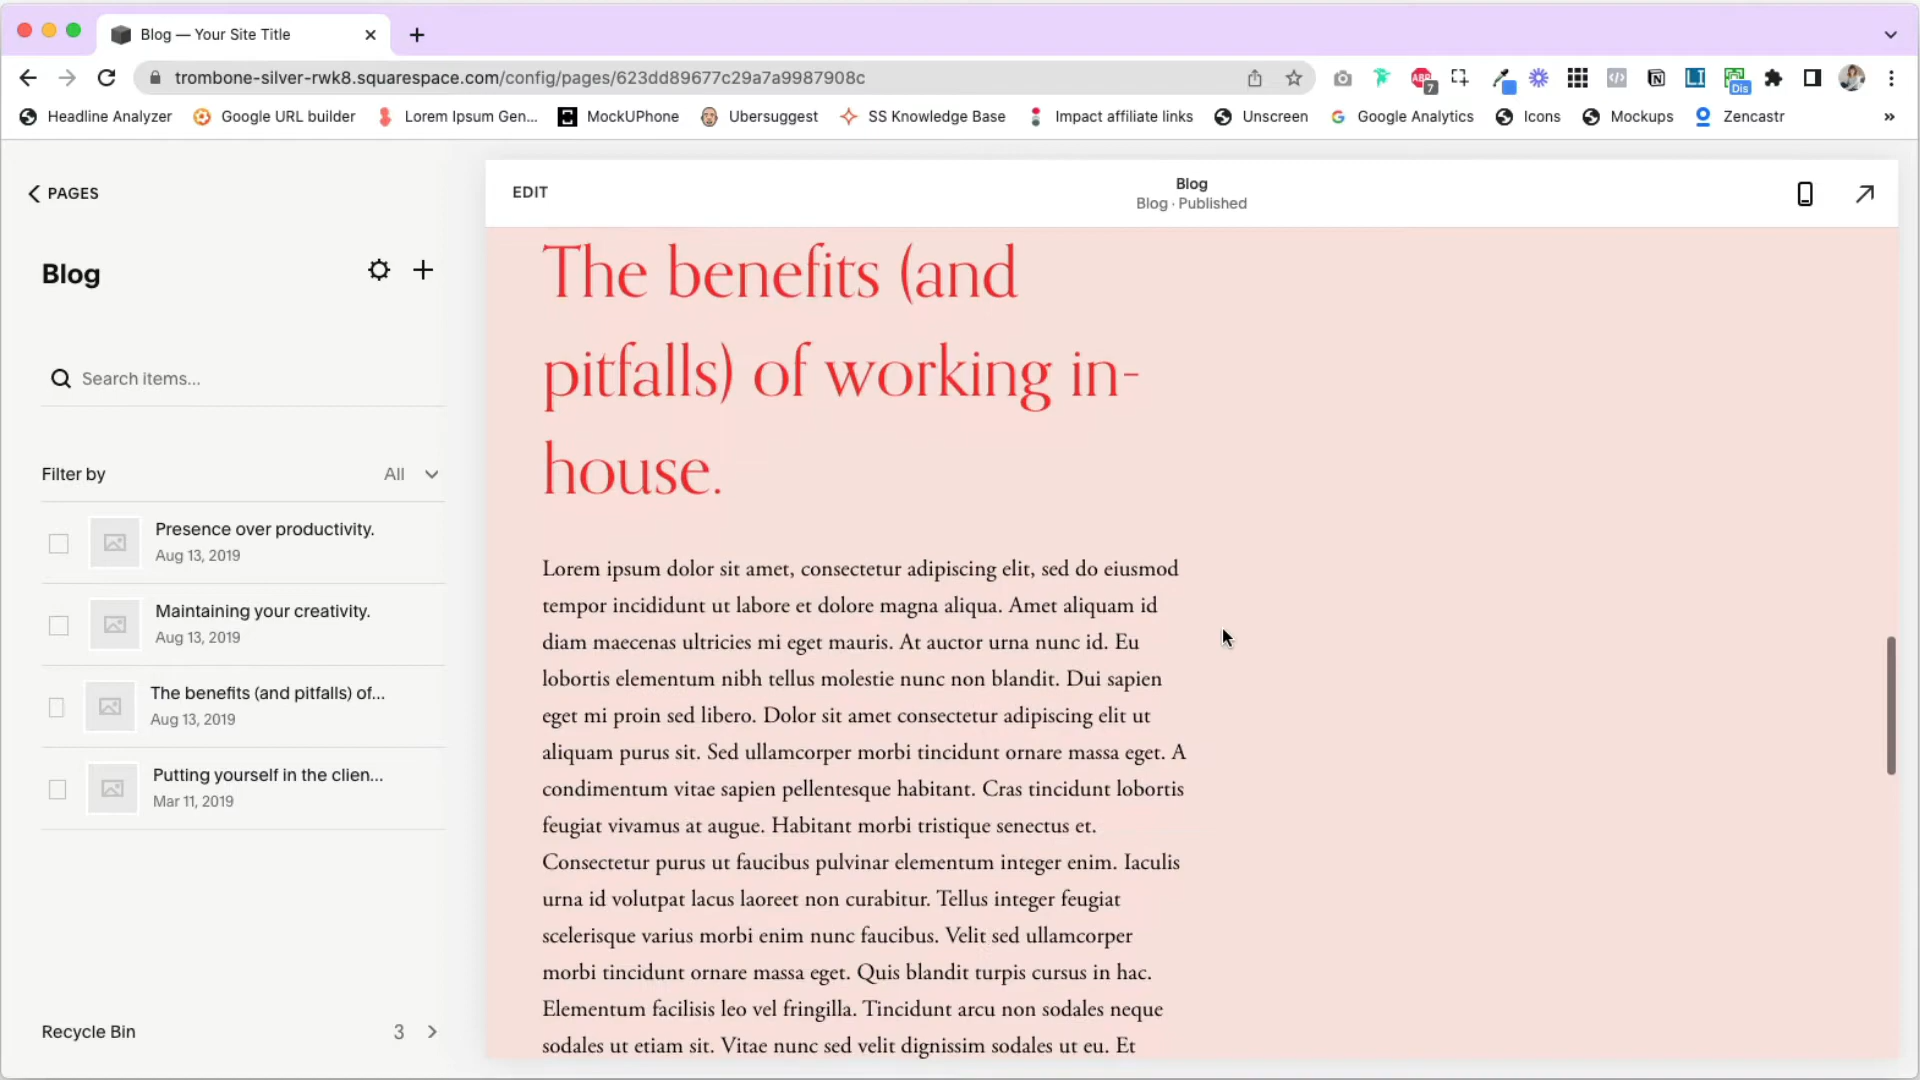 Blog — Your Site Title
trombone-silver-rwk8.squarespace.com/config/pages/623dd89677c29a7a9987908c
ABP
7
LI
Dis
Headline Analyzer
Google URL builder
Lorem Ipsum Gen...
MockUPhone
Ubersuggest
SS Knowledge Base
Impact affiliate links
Unscreen
Google Analytics
Icons
Mockups
Zencastr
»
PAGES
Blog
Search items...
Filter by
All
Presence over productivity.
Aug 13, 2019
Maintaining your creativity.
Aug 13, 2019
The benefits (and pitfalls) of...
Aug 13, 2019
Putting yourself in the clien...
Mar 11, 2019
Recycle Bin
3
EDIT
Blog
Blog · Published
The benefits (and
pitfalls) of working in-
house.
Lorem ipsum dolor sit amet, consectetur adipiscing elit, sed do eiusmod
tempor incididunt ut labore et dolore magna aliqua. Amet aliquam id
diam maecenas ultricies mi eget mauris. At auctor urna nunc id. Eu
lobortis elementum nibh tellus molestie nunc non blandit. Dui sapien
eget mi proin sed libero. Dolor sit amet consectetur adipiscing elit ut
aliquam purus sit. Sed ullamcorper morbi tincidunt ornare massa eget. A
condimentum vitae sapien pellentesque habitant. Cras tincidunt lobortis
feugiat vivamus at augue. Habitant morbi tristique senectus et.
Consectetur purus ut faucibus pulvinar elementum integer enim. Iaculis
urna id volutpat lacus laoreet non curabitur. Tellus integer feugiat
scelerisque varius morbi enim nunc faucibus. Velit sed ullamcorper
morbi tincidunt ornare massa eget. Quis blandit turpis cursus in hac.
Elementum facilisis leo vel fringilla. Tincidunt arcu non sodales neque
sodales ut etiam sit. Vitae nunc sed velit dignissim sodales ut eu. Et